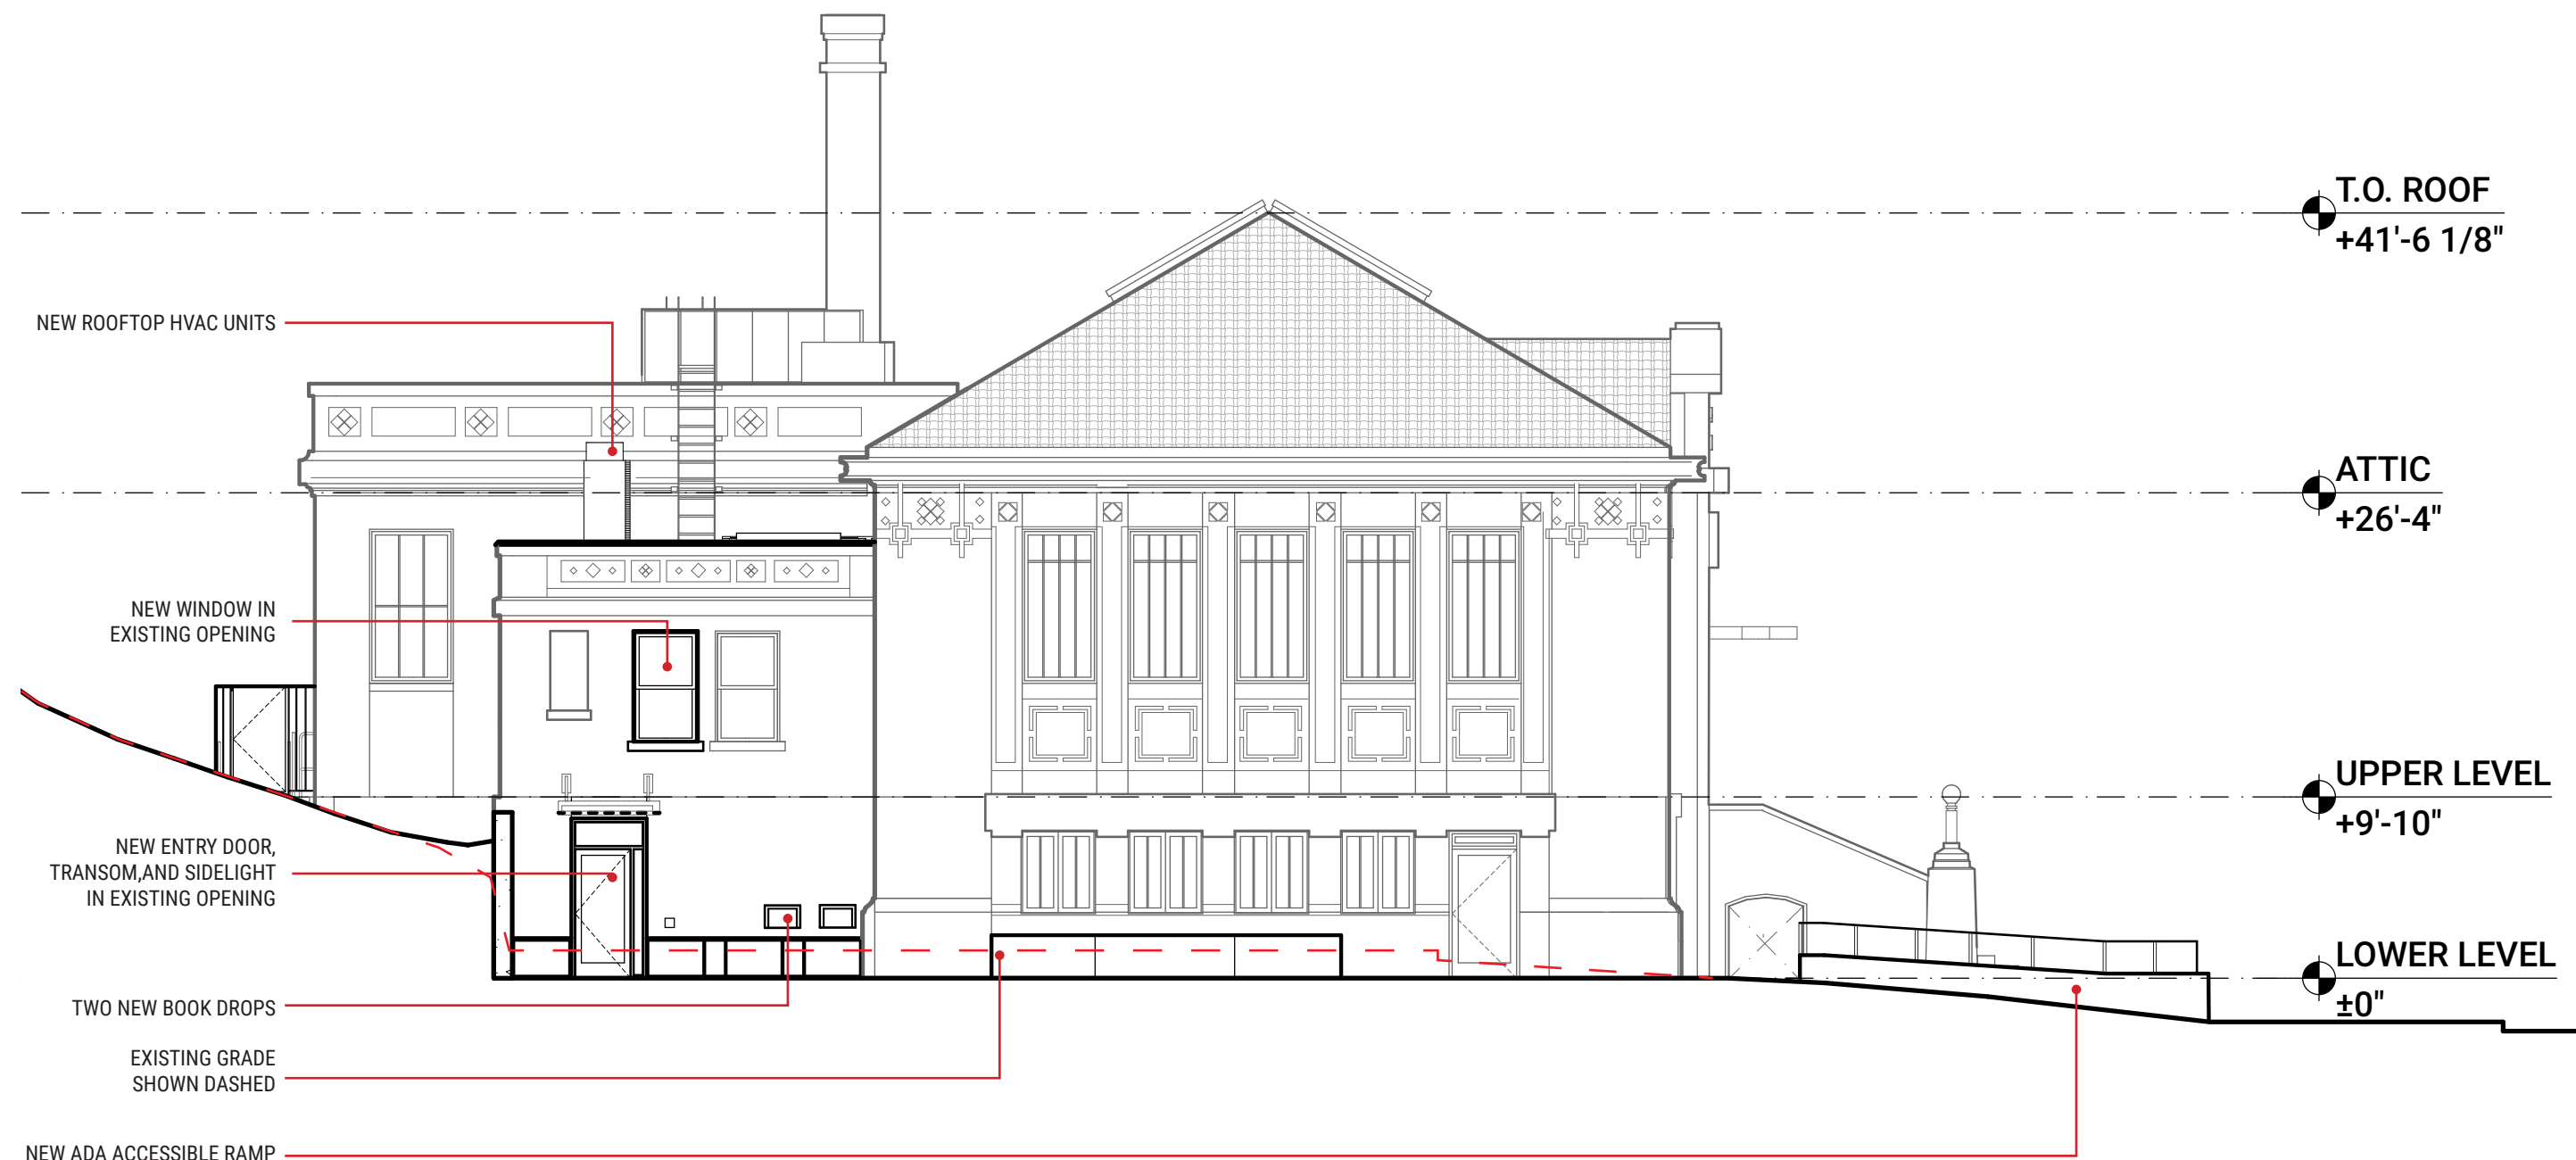 T.O. ROOF
+41'-6 1/8"
NEW ROOFTOP HVAC UNITS
ATTIC
+26'-4"
NEW WINDOW IN
EXISTING OPENING
UPPER LEVEL
+9'-10"
NEW ENTRY DOOR,
TRANSOM,AND SIDELIGHT
IN EXISTING OPENING
LOWER LEVEL
±0"
TWO NEW BOOK DROPS
EXISTING GRADE
SHOWN DASHED
NEW ADA ACCESSIBLE RAMP